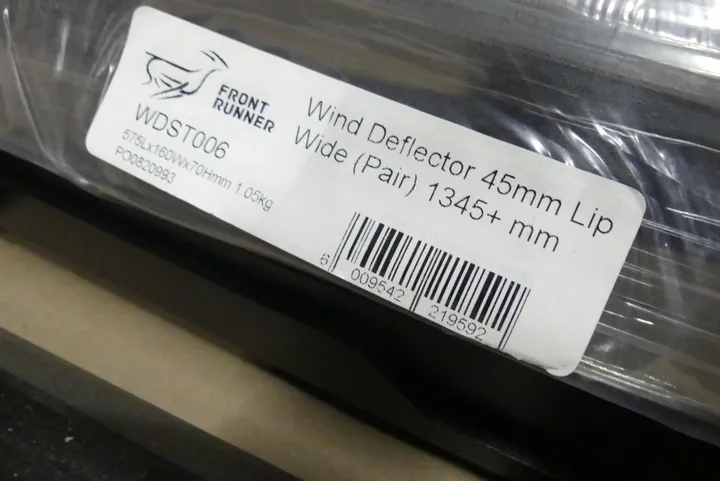 FRONT
RUNNER
WDST006
575Lx160Wx70Hmm 1.05kg
PO0820993
Wind Deflector 45mm Lip
Wide (Pair) 1345+ mm
6 009542 219592